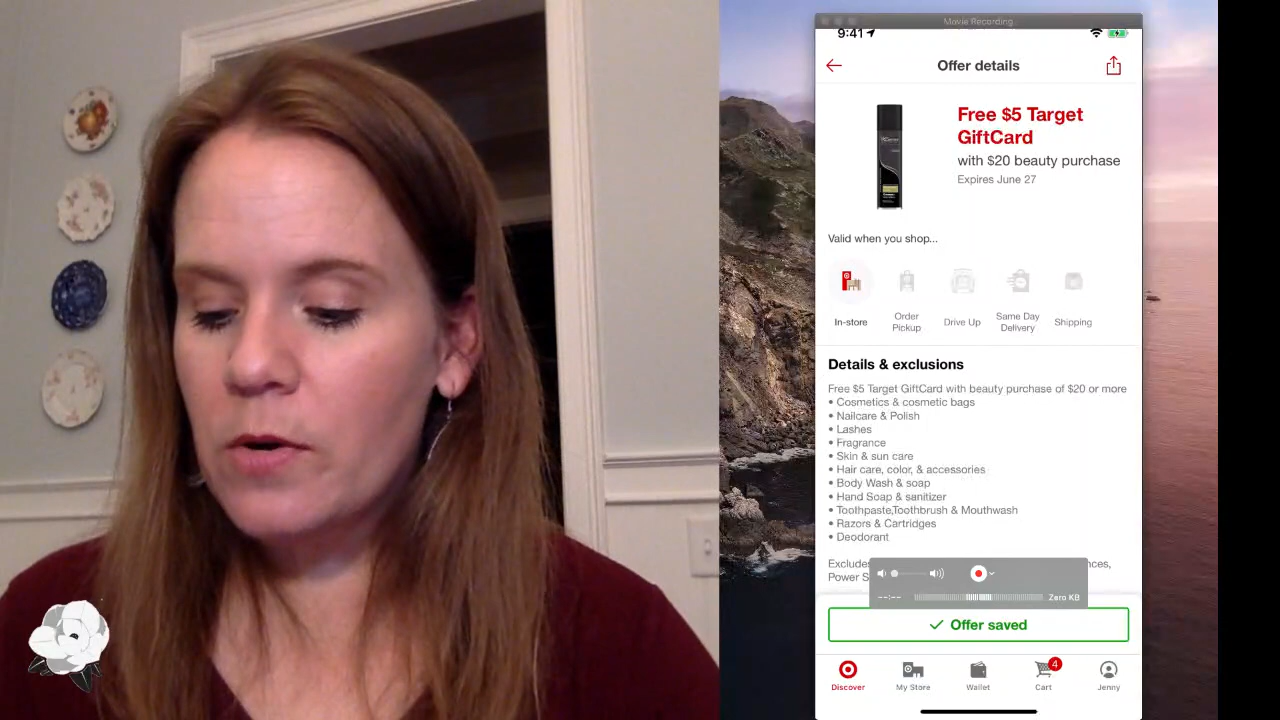 Movie Recording
9:41
Offer details
Free $5 Target
GiftCard
with $20 beauty purchase
Expires June 27
Valid when you shop...
In-store
Order
Pickup
Drive Up
Same Day
Delivery
Shipping
Details & exclusions
Free $5 Target GiftCard with beauty purchase of $20 or more
• Cosmetics & cosmetic bags
• Nailcare & Polish
• Lashes
• Fragrance
• Skin & sun care
• Hair care, color, & accessories
• Body Wash & soap
• Hand Soap & sanitizer
• Toothpaste,Toothbrush & Mouthwash
• Razors & Cartridges
• Deodorant
Power S
--:--
Zero KB
Offer saved
4
Discover
My Store
Wallet
Cart
Jenny